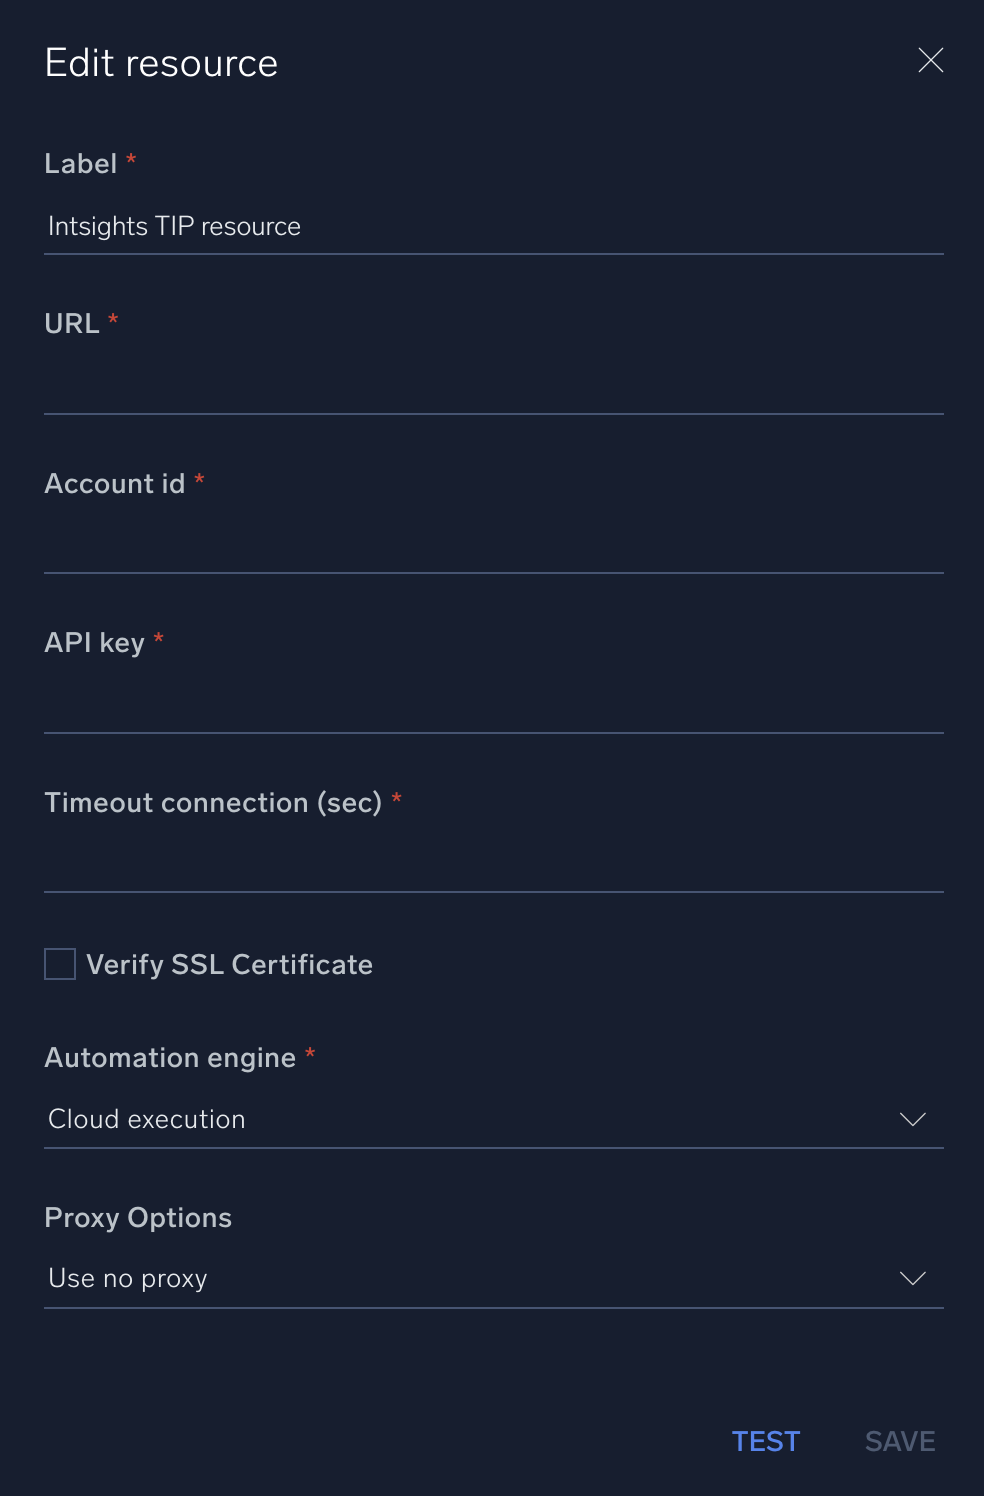 Edit resource
Label *
Intsights TIP resource
URL *
Account id *
API key *
Timeout connection (sec) *
Verify SSL Certificate
Automation engine *
Cloud execution
Proxy Options
Use no proxy
TEST SAVE